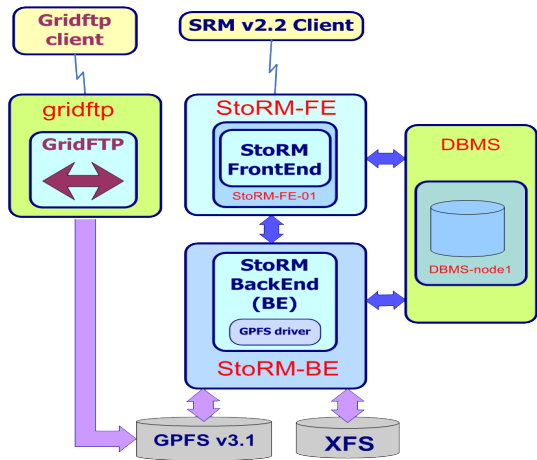 Gridftp
client
SRM v2.2 Client
gridftp
GridFTP
StoRM-FE
StoRM
FrontEnd
StoRM-FE-01
DBMS
DBMS-node1
StoRM
BackEnd
(BE)
GPFS driver
StoRM-BE
GPFS v3.1
XFS